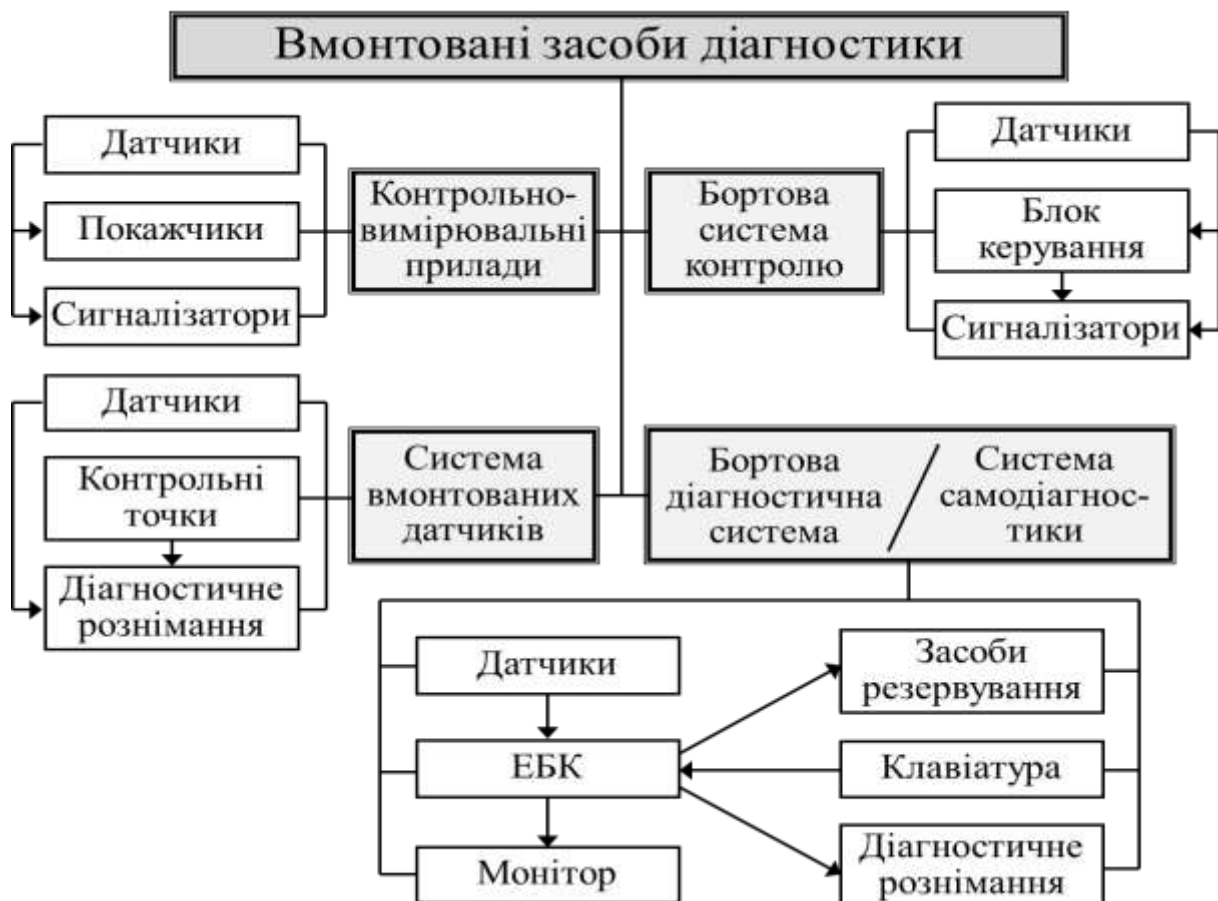 Вмонтовані засоби діагностики
Датчики
Покажчики
Сигналізатори
Контрольно-
вимірювальні
прилади
Бортова
система
контролю
Датчики
Блок
керування
Сигналізатори
Датчики
Контрольні
точки
Діагностичне
рознімання
Система
вмонтованих
датчиків
Бортова
діагностична
система
/
Система
самодіагнос-
тики
Датчики
ЕБК
Монітор
Засоби
резервування
Клавіатура
Діагностичне
рознімання